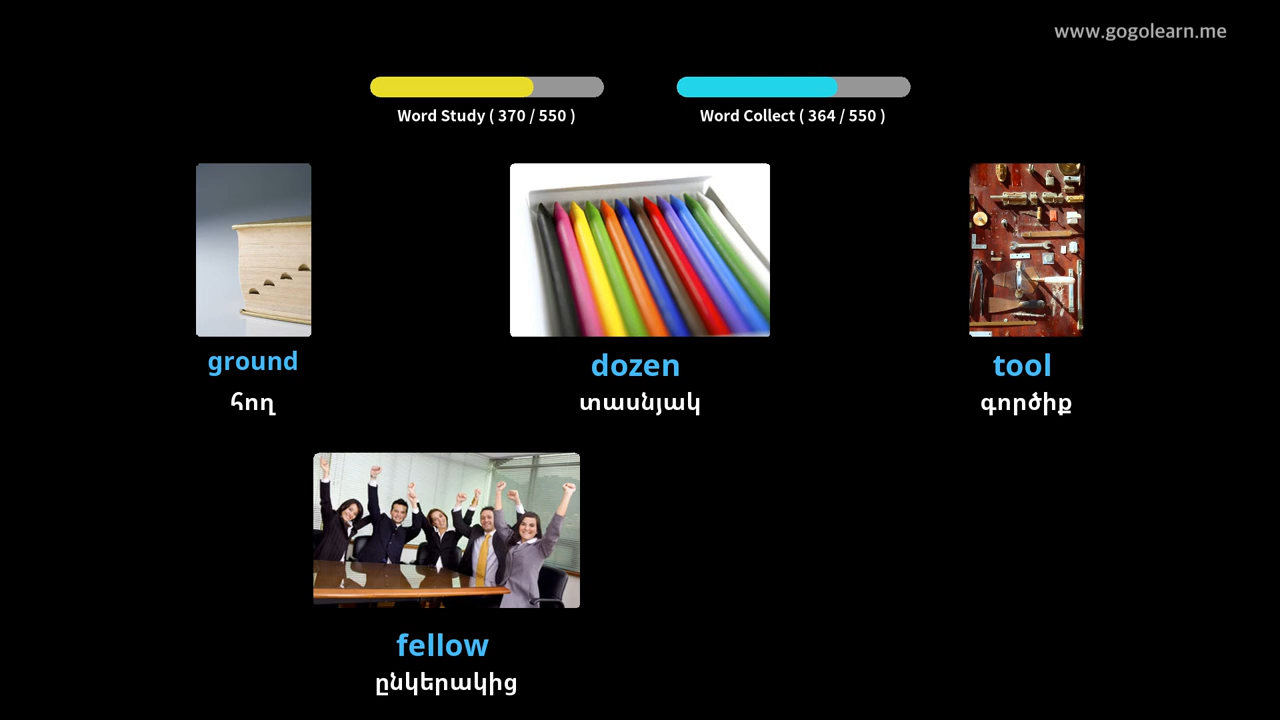 www.gogolearn.me
Word Study ( 370 / 550 )
Word Collect ( 364 / 550 )
ground
հող
dozen
տասնյակ
tool
գործիք
fellow
ընկերակից